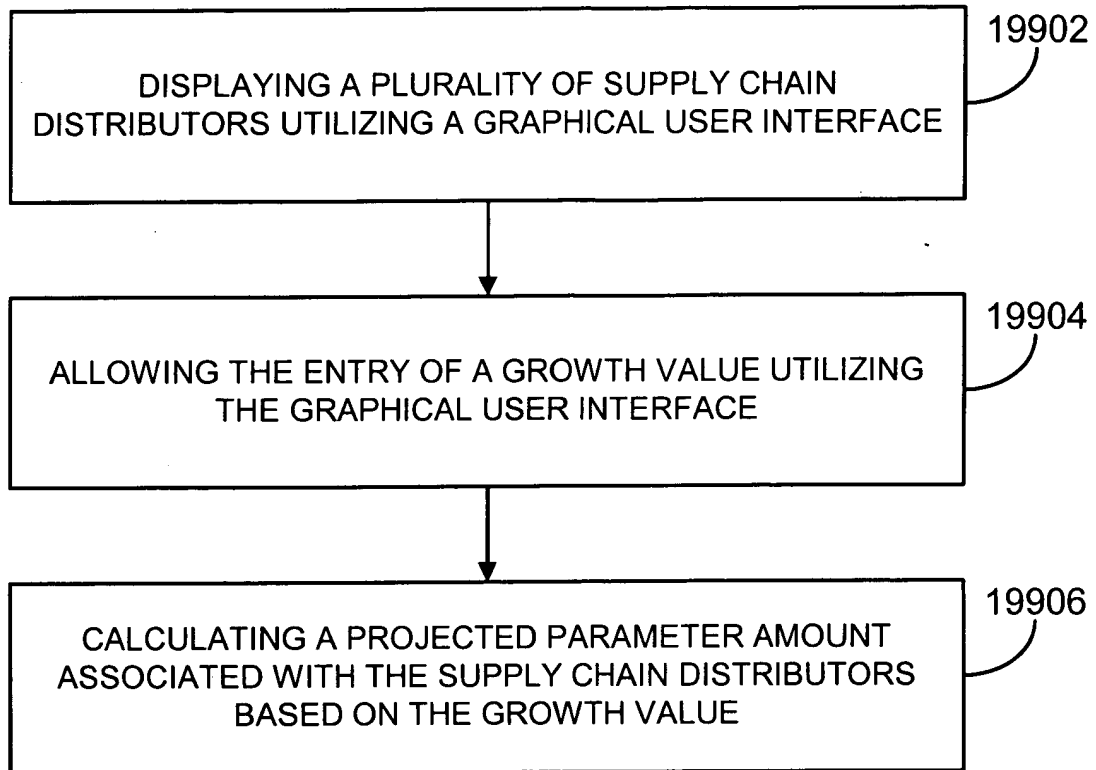 19902
DISPLAYING A PLURALITY OF SUPPLY CHAIN
DISTRIBUTORS UTILIZING A GRAPHICAL USER INTERFACE
19904
ALLOWING THE ENTRY OF A GROWTH VALUE UTILIZING
THE GRAPHICAL USER INTERFACE
19906
CALCULATING A PROJECTED PARAMETER AMOUNT
ASSOCIATED WITH THE SUPPLY CHAIN DISTRIBUTORS
BASED ON THE GROWTH VALUE